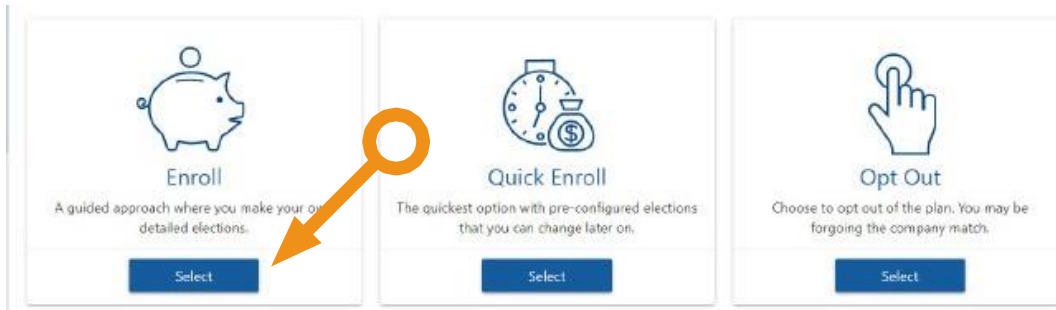 Enroll
A guided approach where you make your
detailed elections.
Select
Quick Enroll
The quickest option with pre-configured elections
that you can change later on.
Select
Opt Out
Choose to opt out of the plan. You may be
forgoing the company match.
Select